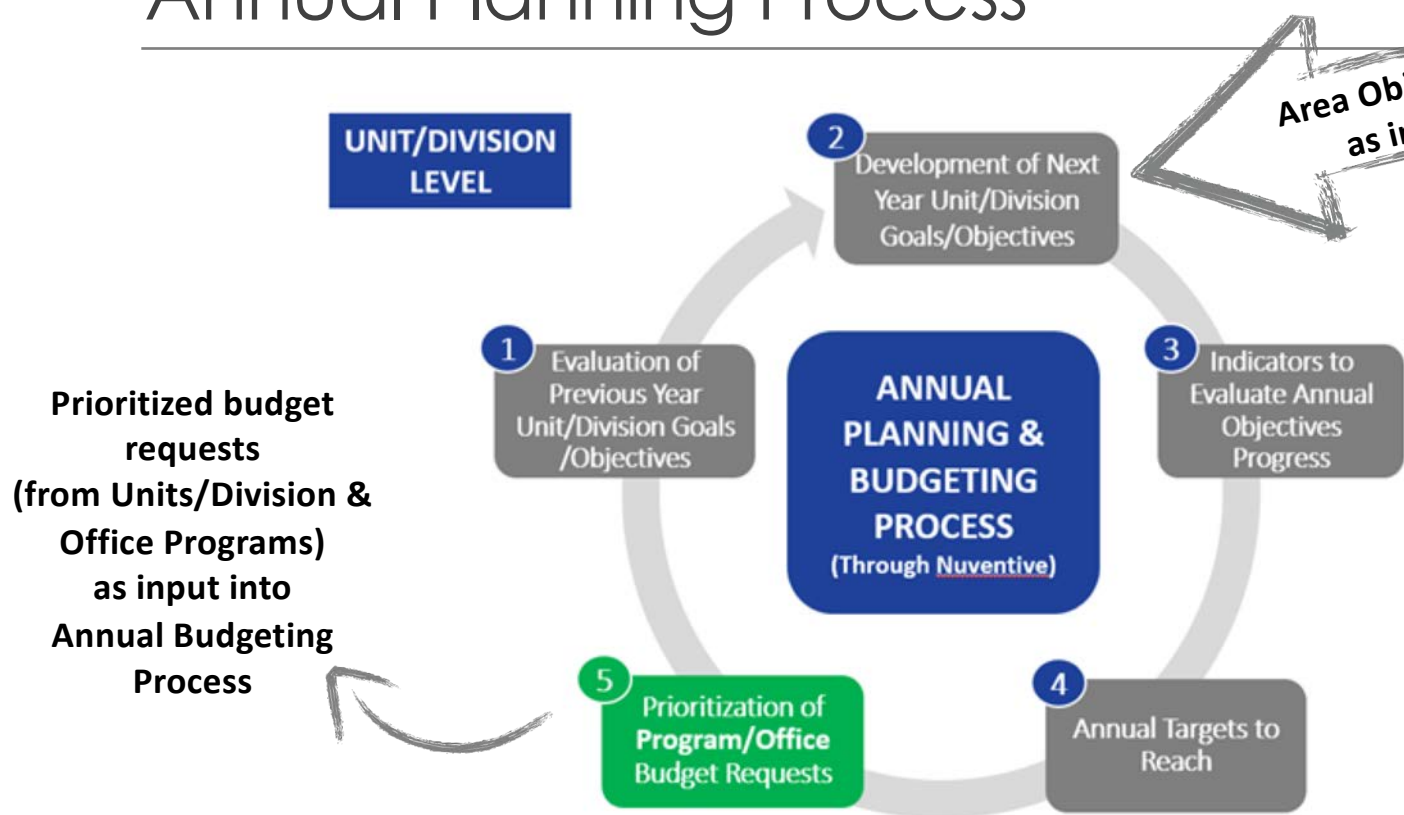 Annual Planning Process
Area Ob
as i
UNIT/DIVISION
LEVEL
2
Development of Next
Year Unit/Division
Goals/Objectives
1
Evaluation of
Previous Year
Unit/Division Goals
/Objectives
3
Indicators to
Evaluate Annual
Objectives
Progress
ANNUAL
PLANNING &
BUDGETING
PROCESS
(Through Nuventive)
Prioritized budget
requests
(from Units/Division &
Office Programs)
as input into
Annual Budgeting
Process
5
Prioritization of
Program/Office
Budget Requests
4
Annual Targets to
Reach